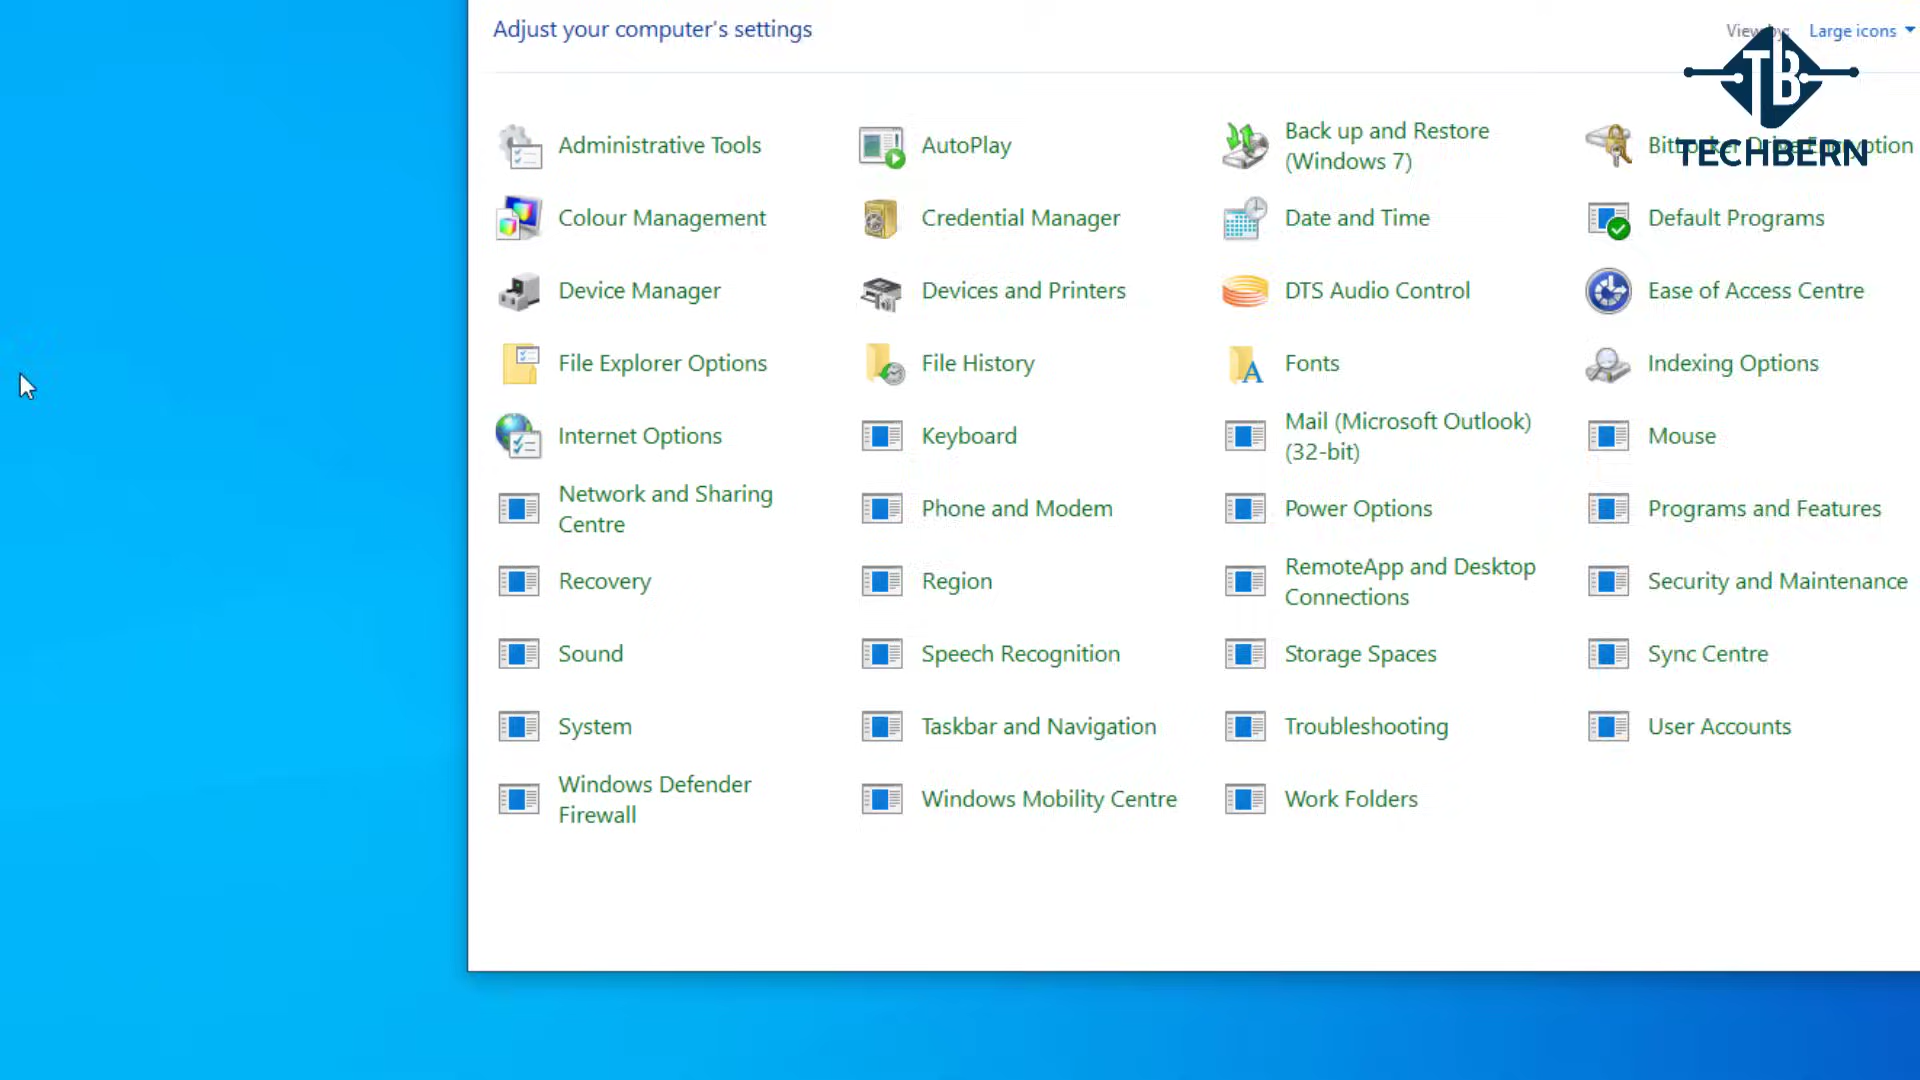 Adjust your computer's settings
View by: Large icons
TB
TECHBERN
Administrative Tools
AutoPlay
Back up and Restore
(Windows 7)
Colour Management
Credential Manager
Date and Time
Default Programs
Device Manager
Devices and Printers
DTS Audio Control
Ease of Access Centre
File Explorer Options
File History
Fonts
Indexing Options
Internet Options
Keyboard
Mail (Microsoft Outlook)
(32-bit)
Mouse
Network and Sharing
Centre
Phone and Modem
Power Options
Programs and Features
Recovery
Region
RemoteApp and Desktop
Connections
Security and Maintenance
Sound
Speech Recognition
Storage Spaces
Sync Centre
System
Taskbar and Navigation
Troubleshooting
User Accounts
Windows Defender
Firewall
Windows Mobility Centre
Work Folders